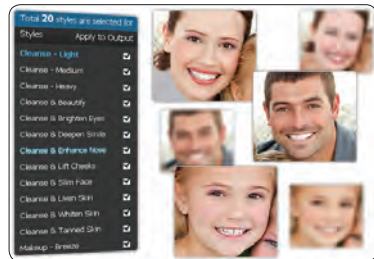 Total 20 styles are selected for
Styles Apply to Output
Cleanse - Light
Cleanse - Medium
Cleanse - Heavy
Cleanse & Beautify
Cleanse & Brighten Eyes
Cleanse & Deepen Smile
Cleanse & Enhance Nose
Cleanse & Lift Cheeks
Cleanse & Slim Face
Cleanse & Liven Skin
Cleanse & Whiten Skin
Cleanse & Tanned Skin
Makeup - Breeze